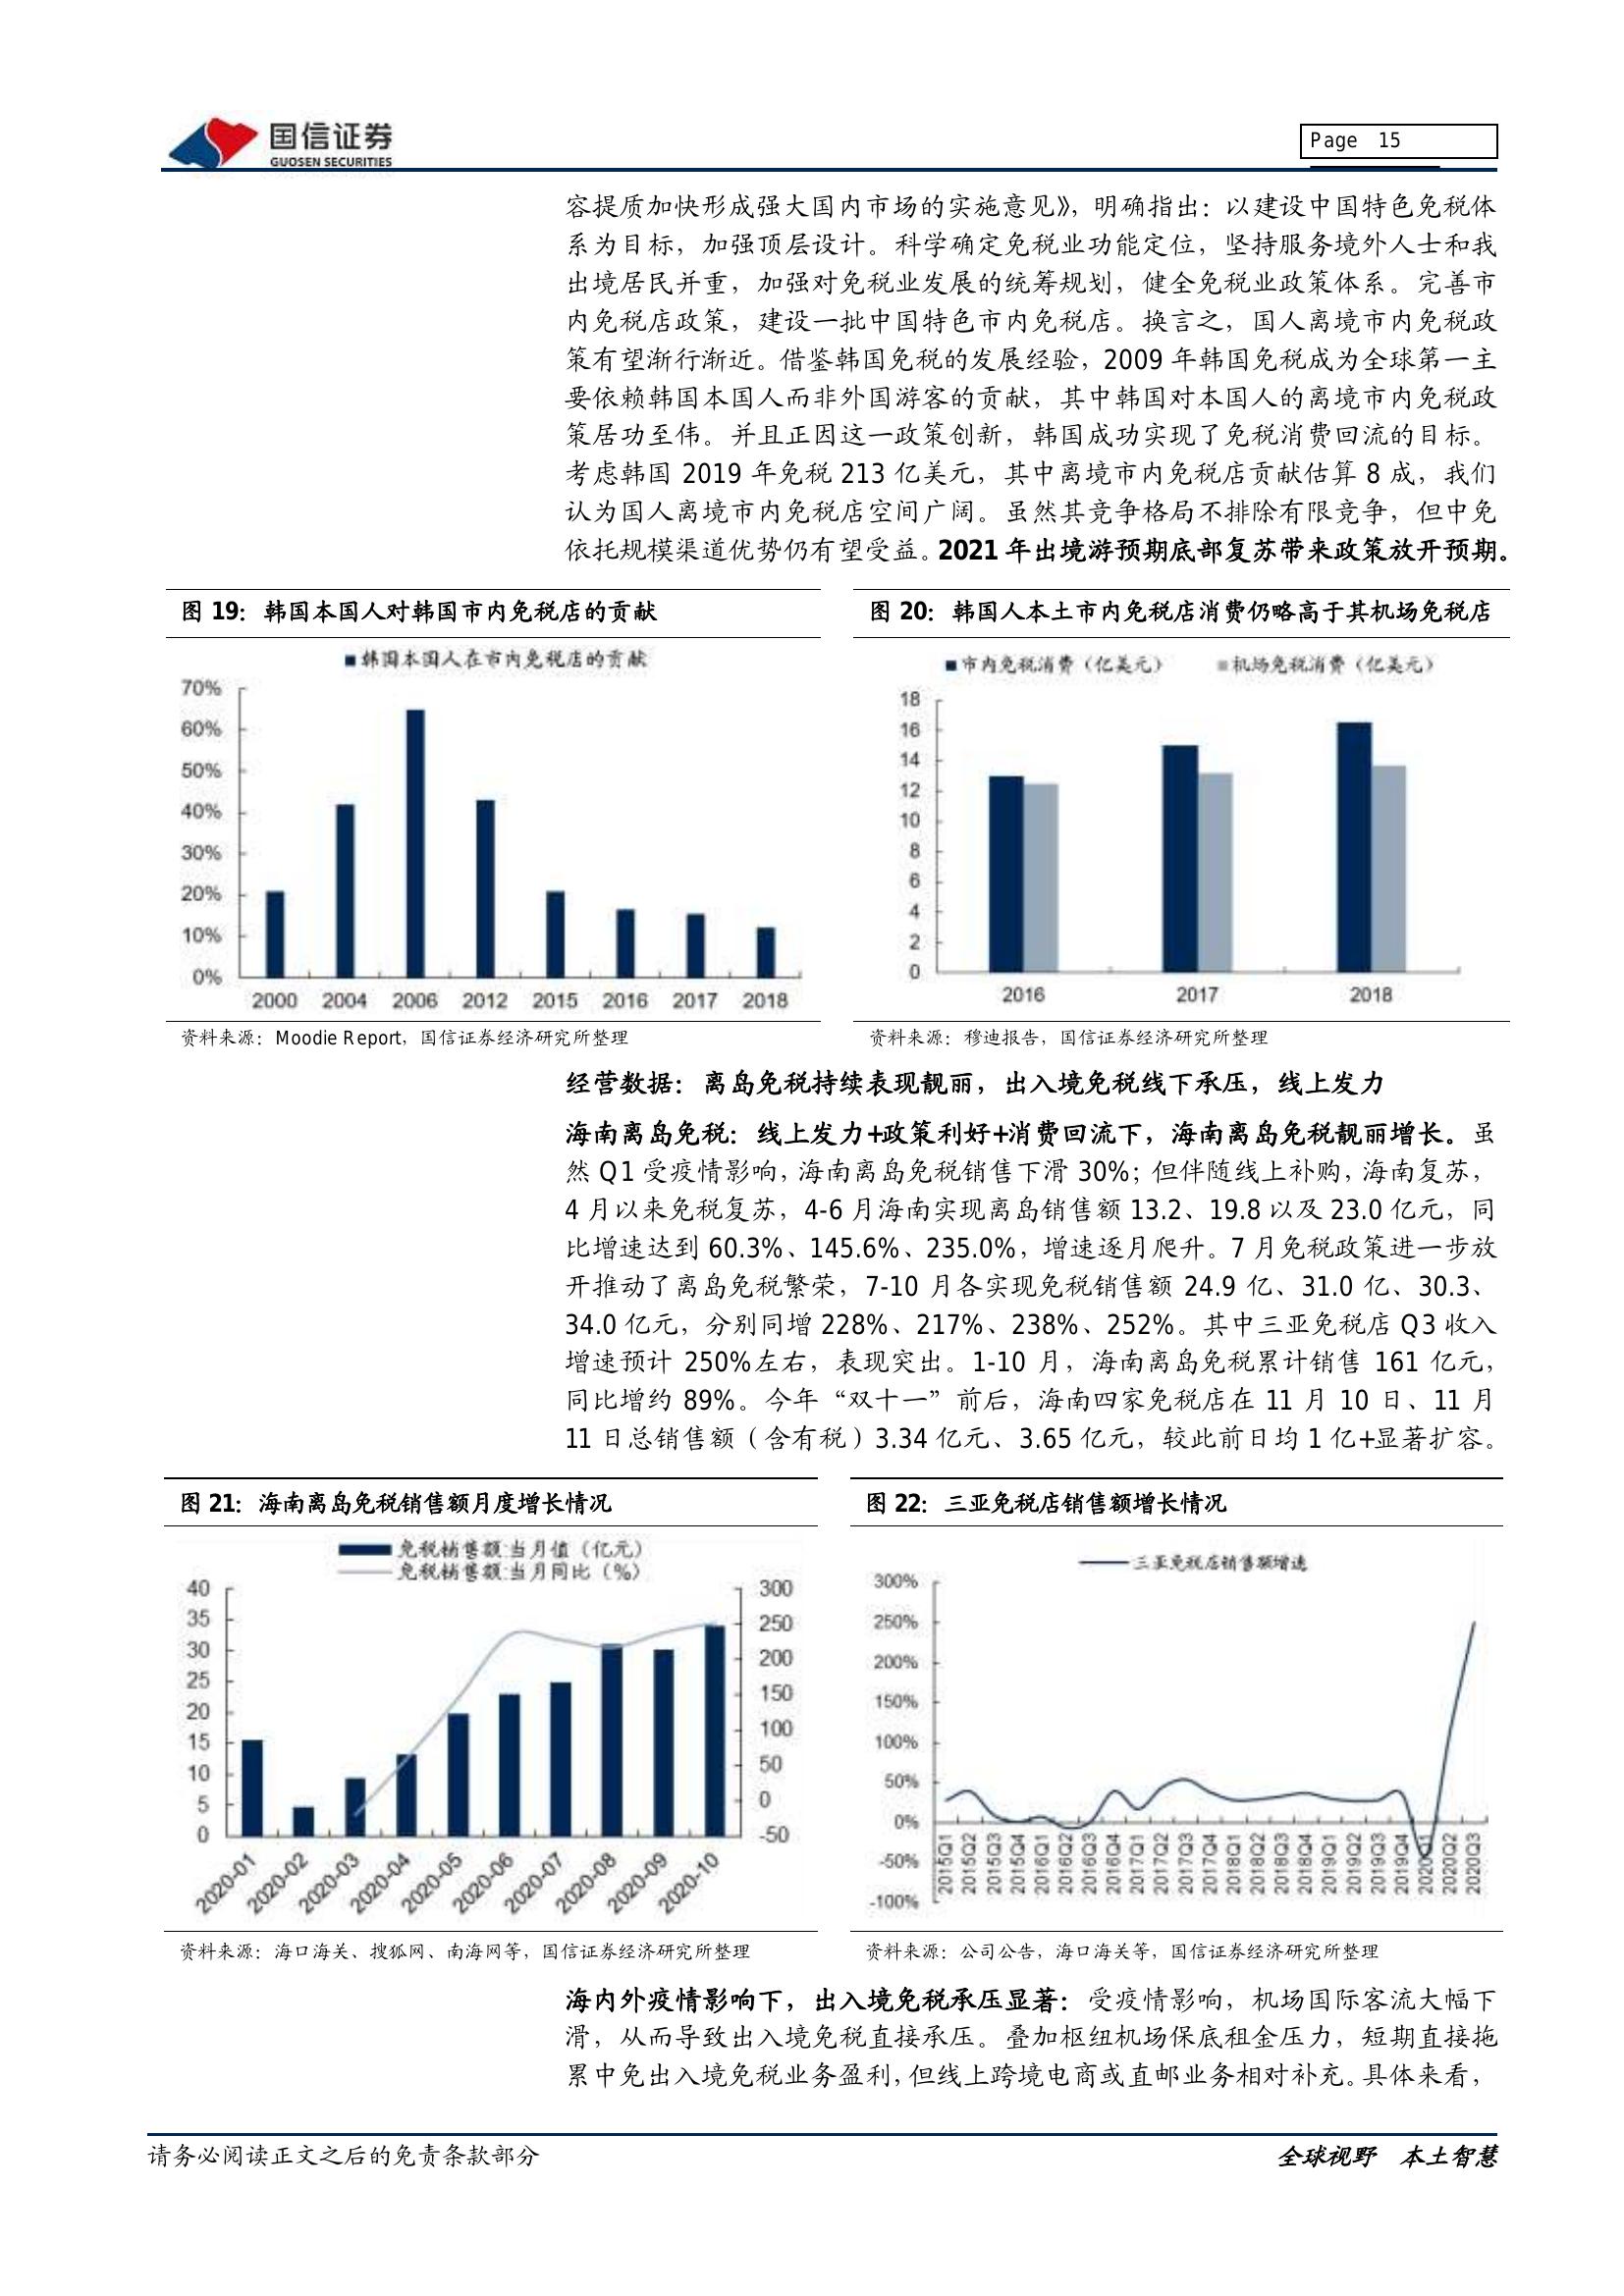 国信证券
GUOSEN SECURITIES
Page 15
容提质加快形成强大国内市场的实施意见》，明确指出：以建设中国特色免税体
系为目标，加强顶层设计。科学确定免税业功能定位，坚持服务境外人士和我
出境居民并重，加强对免税业发展的统筹规划，健全免税业政策体系。完善市
内免税店政策，建设一批中国特色市内免税店。换言之，国人离境市内免税政
策有望渐行渐近。借鉴韩国免税的发展经验，2009 年韩国免税成为全球第一主
要依赖韩国本国人而非外国游客的贡献，其中韩国对本国人的离境市内免税政
策居功至伟。并且正因这一政策创新，韩国成功实现了免税消费回流的目标。
考虑韩国 2019 年免税 213 亿美元，其中离境市内免税店贡献估算 8 成，我们
认为国人离境市内免税店空间广阔。虽然其竞争格局不排除有限竞争，但中免
依托规模渠道优势仍有望受益。2021 年出境游预期底部复苏带来政策放开预期。
图 19：韩国本国人对韩国市内免税店的贡献
韩国本国人在市内免税店的贡献
70%
60%
50%
40%
30%
20%
10%
0%
2000 2004 2006 2012 2015 2016 2017 2018
资料来源：Moodie Report，国信证券经济研究所整理
图 20：韩国人本土市内免税店消费仍略高于其机场免税店
市内免税消费（亿美元） 机场免税消费（亿美元）
18
16
14
12
10
8
6
4
2
0
2016 2017 2018
资料来源：穆迪报告，国信证券经济研究所整理
经营数据：离岛免税持续表现靓丽，出入境免税线下承压，线上发力
海南离岛免税：线上发力+政策利好+消费回流下，海南离岛免税靓丽增长。虽
然 Q1 受疫情影响，海南离岛免税销售下滑 30%；但伴随线上补购，海南复苏，
4 月以来免税复苏，4-6 月海南实现离岛销售额 13.2、19.8 以及 23.0 亿元，同
比增速达到 60.3%、145.6%、235.0%，增速逐月爬升。7 月免税政策进一步放
开推动了离岛免税繁荣，7-10 月各实现免税销售额 24.9 亿、31.0 亿、30.3、
34.0 亿元，分别同增 228%、217%、238%、252%。其中三亚免税店 Q3 收入
增速预计 250%左右，表现突出。1-10 月，海南离岛免税累计销售 161 亿元，
同比增约 89%。今年“双十一”前后，海南四家免税店在 11 月 10 日、11 月
11 日总销售额（含有税）3.34 亿元、3.65 亿元，较此前日均 1 亿+显著扩容。
图 21：海南离岛免税销售额月度增长情况
免税销售额:当月值（亿元）
免税销售额:当月同比（%）
40
35
30
25
20
15
10
5
0
300
250
200
150
100
50
0
-50
2020-01 2020-02 2020-03 2020-04 2020-05 2020-06 2020-07 2020-08 2020-09 2020-10
资料来源：海口海关、搜狐网、南海网等，国信证券经济研究所整理
图 22：三亚免税店销售额增长情况
三亚免税店销售额增速
300%
250%
200%
150%
100%
50%
0%
-50%
-100%
2015Q1 2015Q2 2015Q3 2015Q4 2016Q1 2016Q2 2016Q3 2016Q4 2017Q1 2017Q2 2017Q3 2017Q4 2018Q1 2018Q2 2018Q3 2018Q4 2019Q1 2019Q2 2019Q3 2019Q4 2020Q1 2020Q2 2020Q3
资料来源：公司公告，海口海关等，国信证券经济研究所整理
海内外疫情影响下，出入境免税承压显著：受疫情影响，机场国际客流大幅下
滑，从而导致出入境免税直接承压。叠加枢纽机场保底租金压力，短期直接拖
累中免出入境免税业务盈利，但线上跨境电商或直邮业务相对补充。具体来看，
请务必阅读正文之后的免责条款部分
全球视野 本土智慧